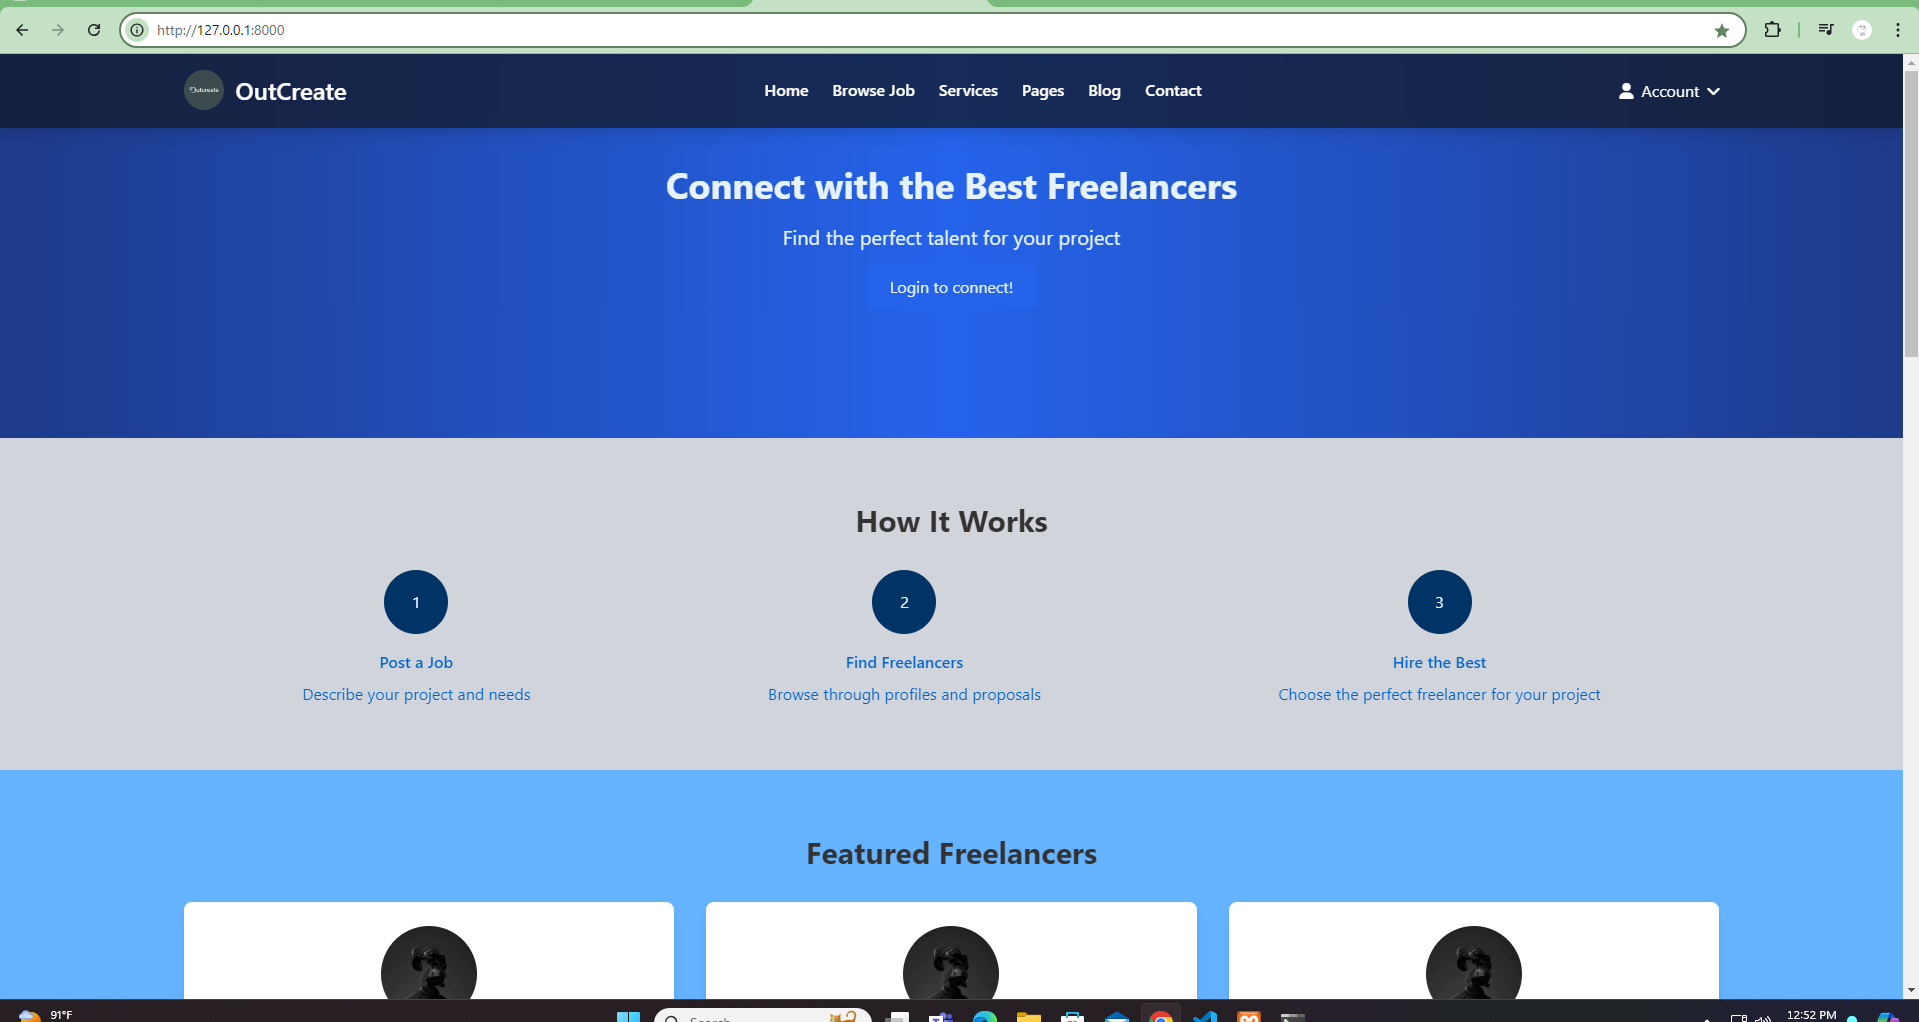 http://127.0.0.1:8000
Outcreate
OutCreate
Home Browse Job Services Pages Blog Contact
Account
Connect with the Best Freelancers
Find the perfect talent for your project
Login to connect!
How It Works
1 2 3
Post a Job Find Freelancers Hire the Best
Describe your project and needs Browse through profiles and proposals Choose the perfect freelancer for your project
Featured Freelancers
91°F
Search
12:52 PM